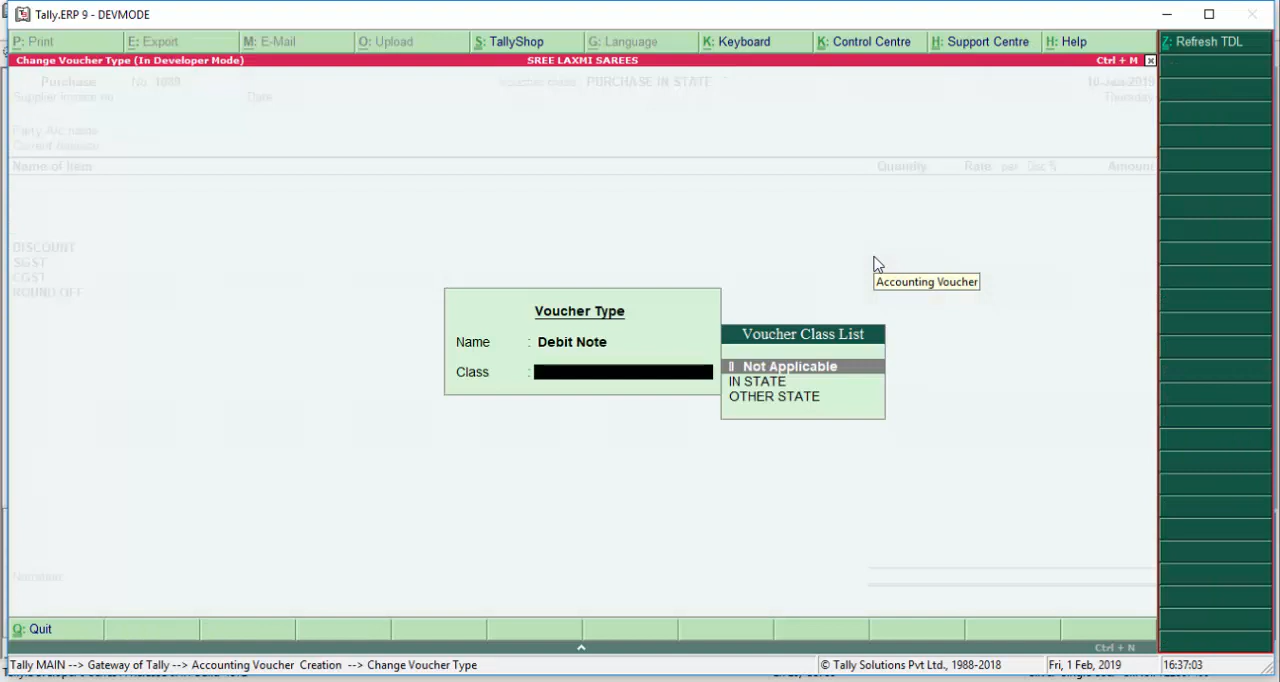 Tally.ERP 9 - DEVMODE
P: Print E: Export M: E-Mail O: Upload S: TallyShop G: Language K: Keyboard K: Control Centre H: Support Centre H: Help Z: Refresh TDL
Change Voucher Type (In Developer Mode) SREE LAXMI SAREES Ctrl + M
Purchase No. 1089 Voucher class: PURCHASE IN STATE
Supplier Invoice no. Date Thursday
Party A/c name
Current Balance
Name of Item Quantity Rate per Disc % Amount
DISCOUNT
SGST
CGST
ROUND OFF
Accounting Voucher
Voucher Type
Name : Debit Note
Class :
Voucher Class List
Not Applicable
IN STATE
OTHER STATE
Narration:
Q: Quit
Ctrl + N
Tally MAIN --> Gateway of Tally --> Accounting Voucher Creation --> Change Voucher Type © Tally Solutions Pvt Ltd., 1988-2018 Fri, 1 Feb, 2019 16:37:03